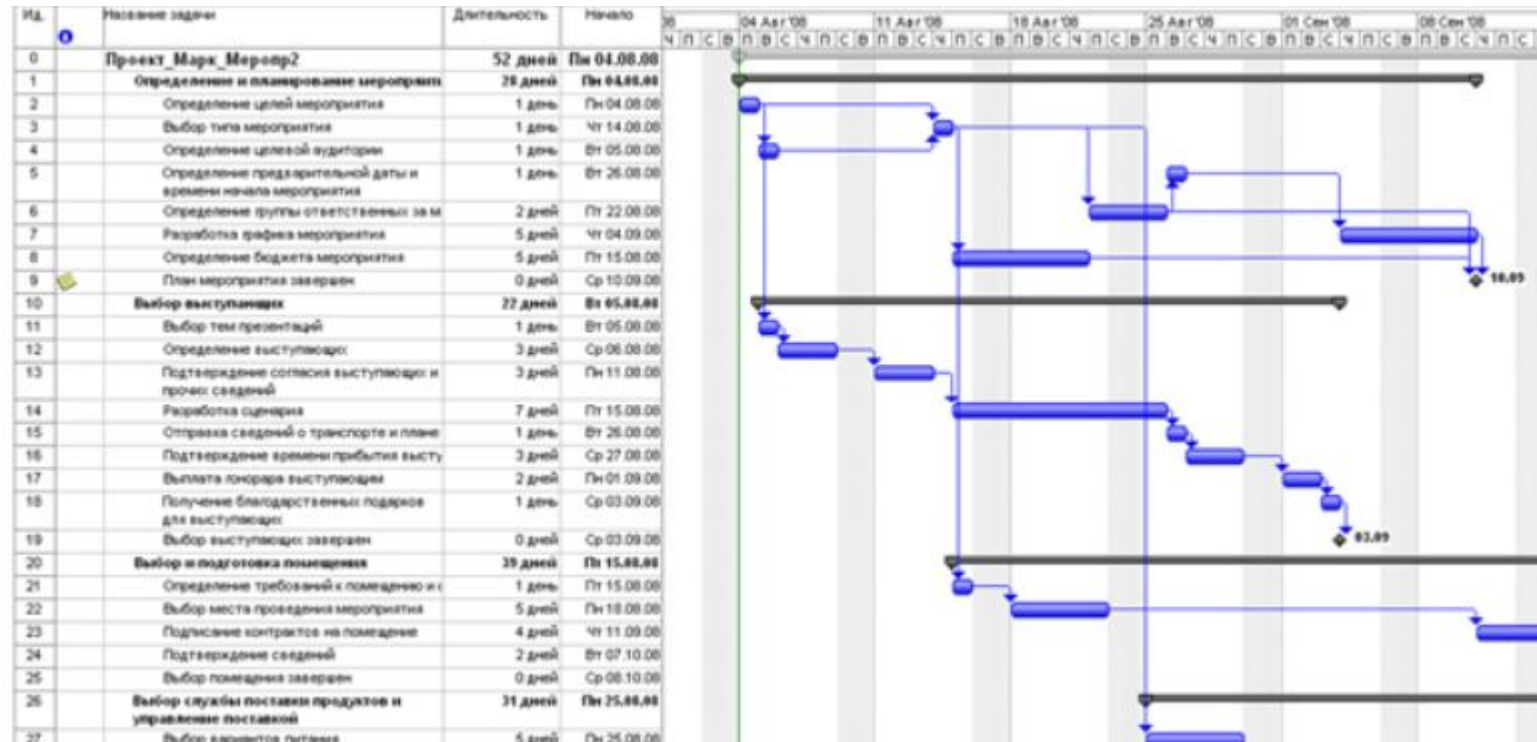 Ид. Название задачи Длительность Начало 04 Авг '08 11 Авг '08 18 Авг '08 25 Авг '08 01 Сен '08 08 Сен '08
Ч П С В П В С Ч П С В П В С Ч П С В П В С Ч П С В П В С Ч П С В П В С Ч П С В П В С Ч П С
0 Проект_Марк_Меропр2 52 дней Пн 04.08.08
1 Определение и планирование мероприяти 28 дней Пн 04.08.08
2 Определение целей мероприятия 1 день Пн 04.08.08
3 Выбор типа мероприятия 1 день Чт 14.08.08
4 Определение целевой аудитории 1 день Вт 05.08.08
5 Определение предварительной даты и 1 день Вт 26.08.08
времени начала мероприятия
6 Определение группы ответственных за м 2 дней Пт 22.08.08
7 Разработка графика мероприятия 5 дней Чт 04.09.08
8 Определение бюджета мероприятия 5 дней Пт 15.08.08
9 План мероприятия завершен 0 дней Ср 10.09.08 10.09
10 Выбор выступающих 22 дней Вт 05.08.08
11 Выбор тем презентаций 1 день Вт 05.08.08
12 Определение выступающих 3 дней Ср 06.08.08
13 Подтверждение согласия выступающих и 3 дней Пн 11.08.08
прочих сведений
14 Разработка сценария 7 дней Пт 15.08.08
15 Отправка сведений о транспорте и плане 1 день Вт 26.08.08
16 Подтверждение времени прибытия высту 3 дней Ср 27.08.08
17 Выплата гонорара выступающим 2 дней Пн 01.09.08
18 Получение благодарственных подарков 1 день Ср 03.09.08
для выступающих
19 Выбор выступающих завершен 0 дней Ср 03.09.08 03.09
20 Выбор и подготовка помещения 39 дней Пт 15.08.08
21 Определение требований к помещению и с 1 день Пт 15.08.08
22 Выбор места проведения мероприятия 5 дней Пн 18.08.08
23 Подписание контрактов на помещение 4 дней Чт 11.09.08
24 Подтверждение сведений 2 дней Вт 07.10.08
25 Выбор помещения завершен 0 дней Ср 08.10.08
26 Выбор службы поставки продуктов и 31 дней Пн 25.08.08
управление поставкой
27 Выбор вариантов питания 5 дней Пн 25.08.08